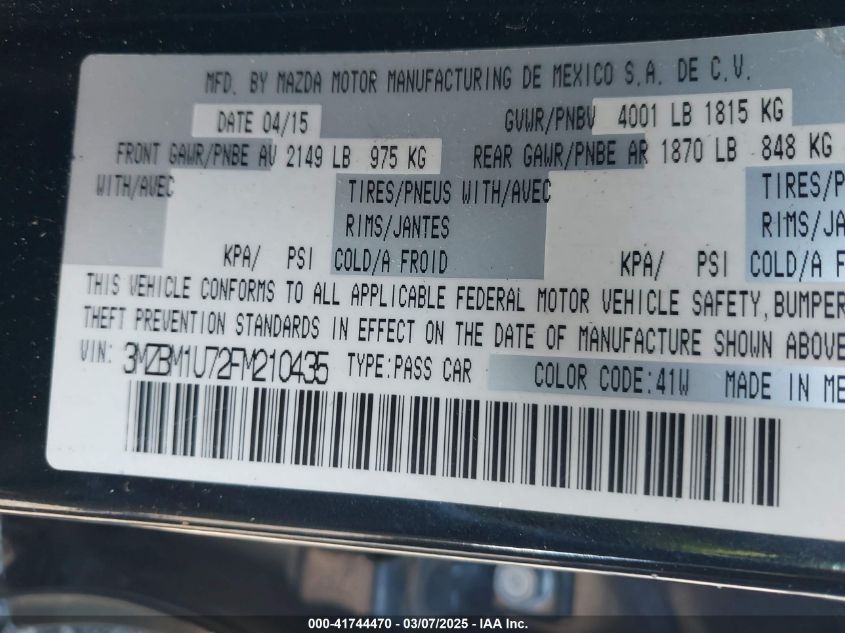 MFD. BY MAZDA MOTOR MANUFACTURING DE MEXICO S.A. DE C.V.
DATE 04/15 GVWR/PNBV 4001 LB 1815 KG
FRONT GAWR/PNBE AV 2149 LB 975 KG REAR GAWR/PNBE AR 1870 LB 848 KG
WITH/AVEC TIRES/PNEUS WITH/AVEC TIRES/P
RIMS/JANTES RIMS/JA
KPA/ PSI COLD/A FROID KPA/ PSI COLD/A F
THIS VEHICLE CONFORMS TO ALL APPLICABLE FEDERAL MOTOR VEHICLE SAFETY, BUMPER
THEFT PREVENTION STANDARDS IN EFFECT ON THE DATE OF MANUFACTURE SHOWN ABOVE
VIN: 3MZBM1U72FM210435 TYPE:PASS CAR COLOR CODE:41W MADE IN ME
000-41744470 - 03/07/2025 - IAA Inc.